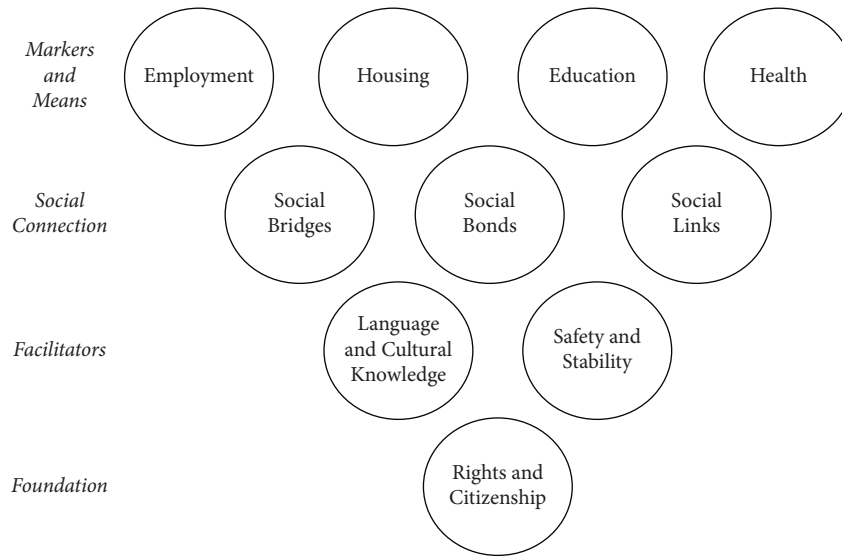 Markers
and
Means
Employment
Housing
Education
Health
Social
Connection
Social
Bridges
Social
Bonds
Social
Links
Facilitators
Language
and Cultural
Knowledge
Safety and
Stability
Foundation
Rights and
Citizenship